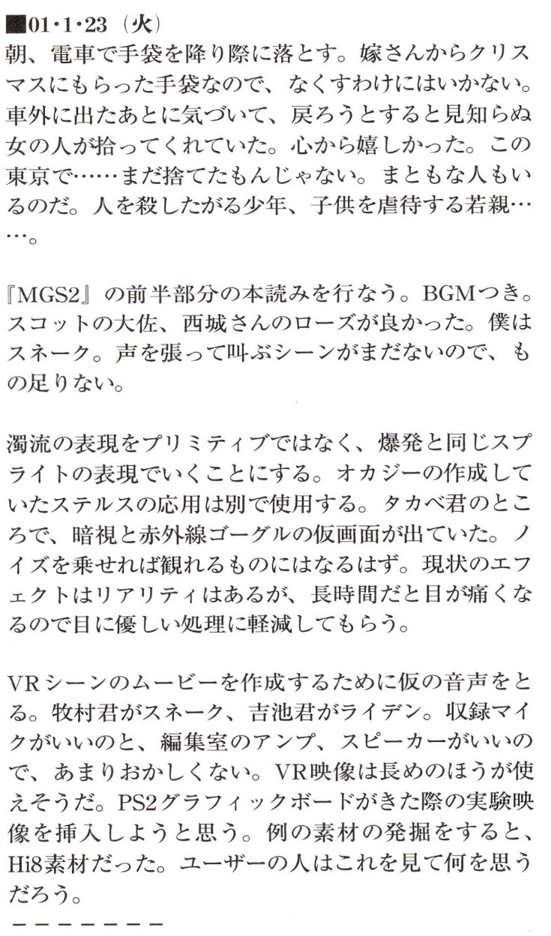 ■01・1・23（火）
朝、電車で手袋を降り際に落とす。嫁さんからクリス
マスにもらった手袋なので、なくすわけにはいかない。
車外に出たあとに気づいて、戻ろうとすると見知らぬ
女の人が拾ってくれていた。心から嬉しかった。この
東京で……まだ捨てたもんじゃない。まともな人もい
るのだ。人を殺したがる少年、子供を虐待する若親…
…。
『MGS2』の前半部分の本読みを行なう。BGMつき。
スコットの大佐、西城さんのローズが良かった。僕は
スネーク。声を張って叫ぶシーンがまだないので、も
の足りない。
濁流の表現をプリミティブではなく、爆発と同じスプ
ライトの表現でいくことにする。オカジーの作成して
いたステルスの応用は別で使用する。タカベ君のとこ
ろで、暗視と赤外線ゴーグルの仮画面が出ていた。ノ
イズを乗せれば観れるものにはなるはず。現状のエフ
ェクトはリアリティはあるが、長時間だと目が痛くな
るので目に優しい処理に軽減してもらう。
VRシーンのムービーを作成するために仮の音声をと
る。牧村君がスネーク、吉池君がライデン。収録マイ
クがいいのと、編集室のアンプ、スピーカーがいいの
で、あまりおかしくない。VR映像は長めのほうが使
えそうだ。PS2グラフィックボードがきた際の実験映
像を挿入しようと思う。例の素材の発掘をすると、
Hi8素材だった。ユーザーの人はこれを見て何を思う
だろう。
－－－－－－－